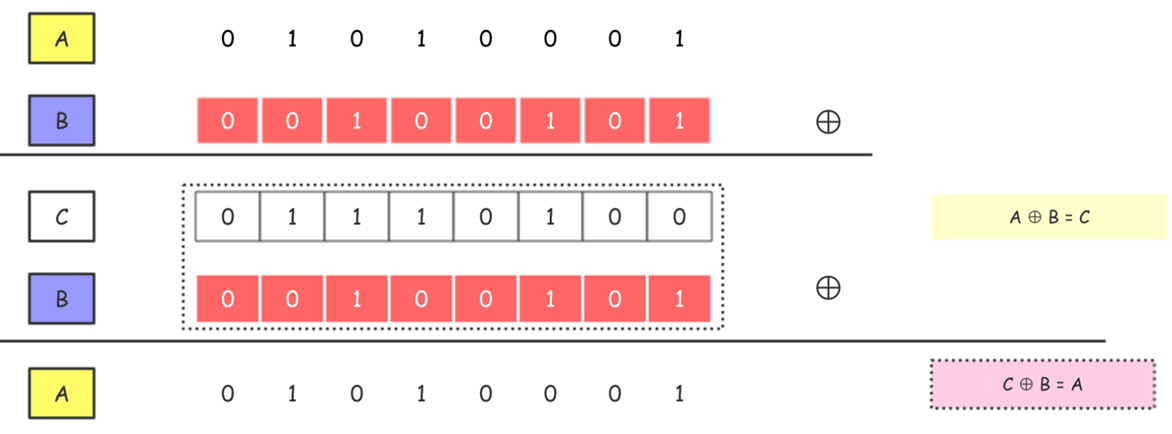 A 0 1 0 1 0 0 0 1
B 0 0 1 0 0 1 0 1 ⊕
C 0 1 1 1 0 1 0 0 A ⊕ B = C
B 0 0 1 0 0 1 0 1 ⊕
A 0 1 0 1 0 0 0 1 C ⊕ B = A